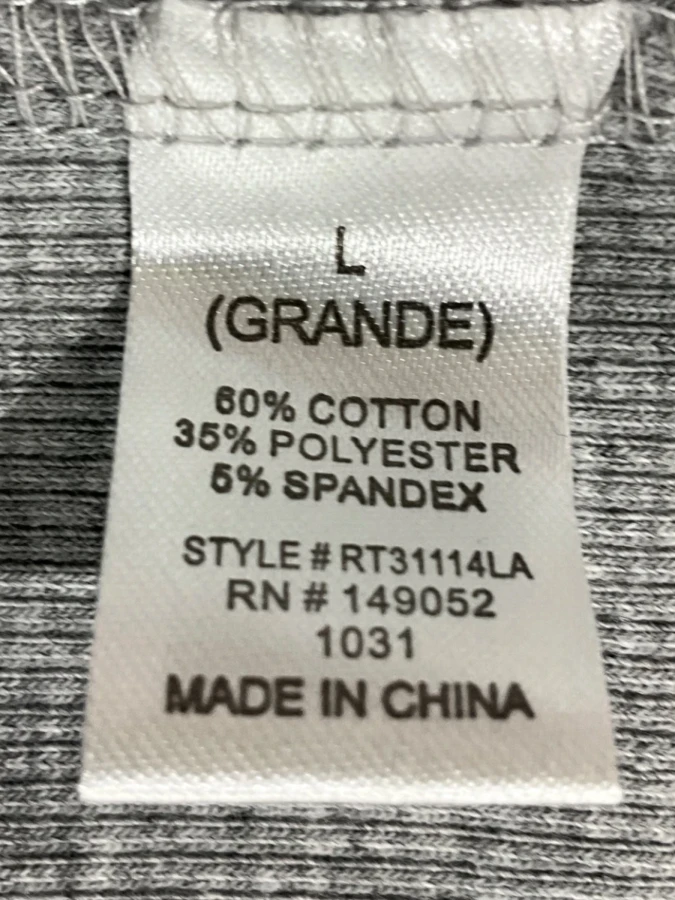 L
(GRANDE)
60% COTTON
35% POLYESTER
5% SPANDEX
STYLE # RT31114LA
RN # 149052
1031
MADE IN CHINA